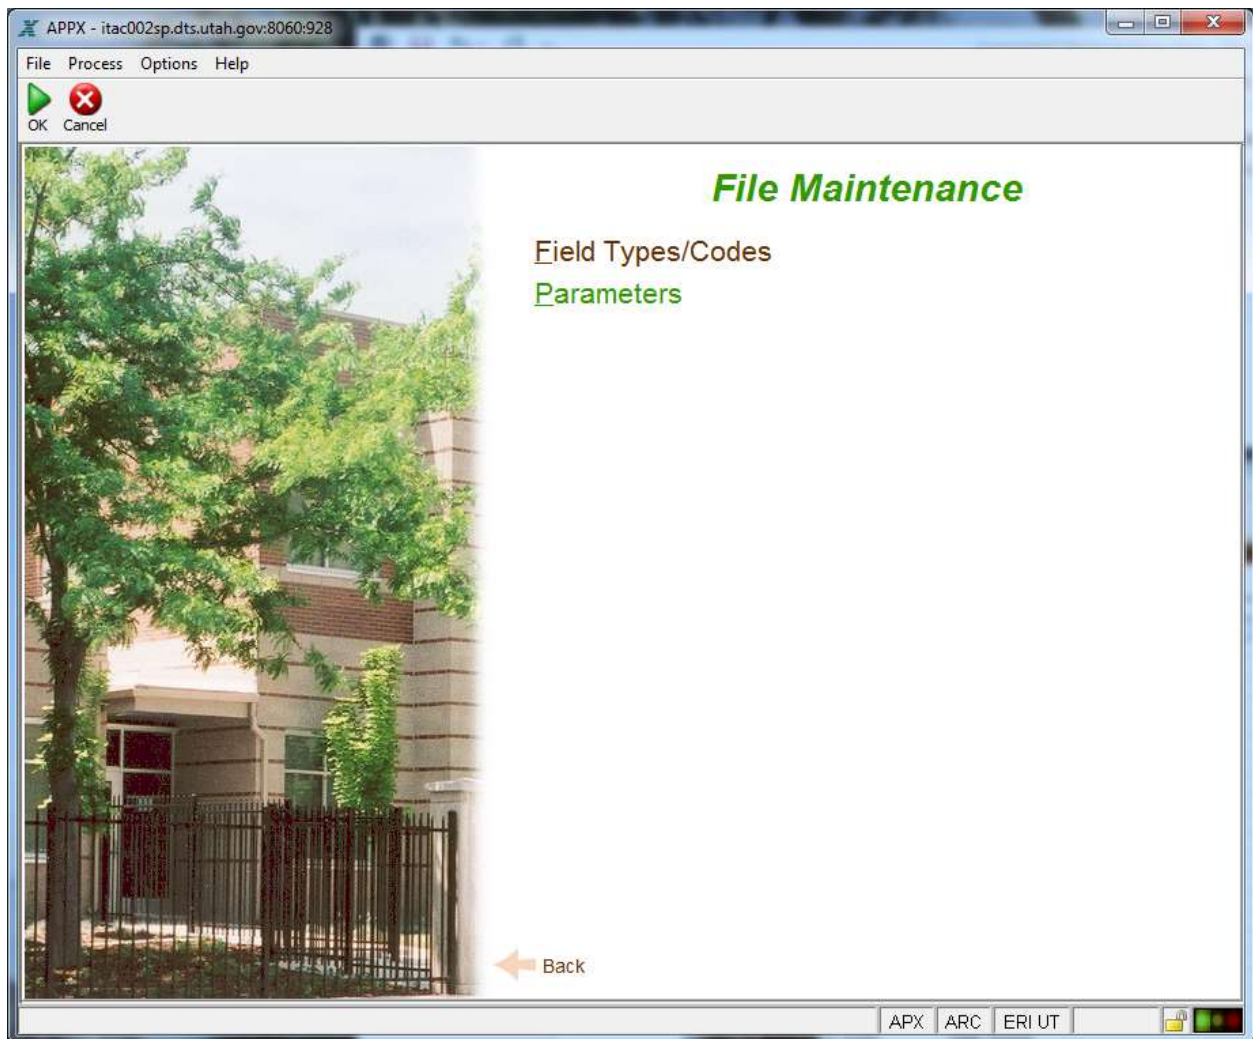 APPX - itac002sp.dts.utah.gov:8060:928
File Process Options Help
OK Cancel
File Maintenance
Field Types/Codes
Parameters
Back
APX ARC ERI UT